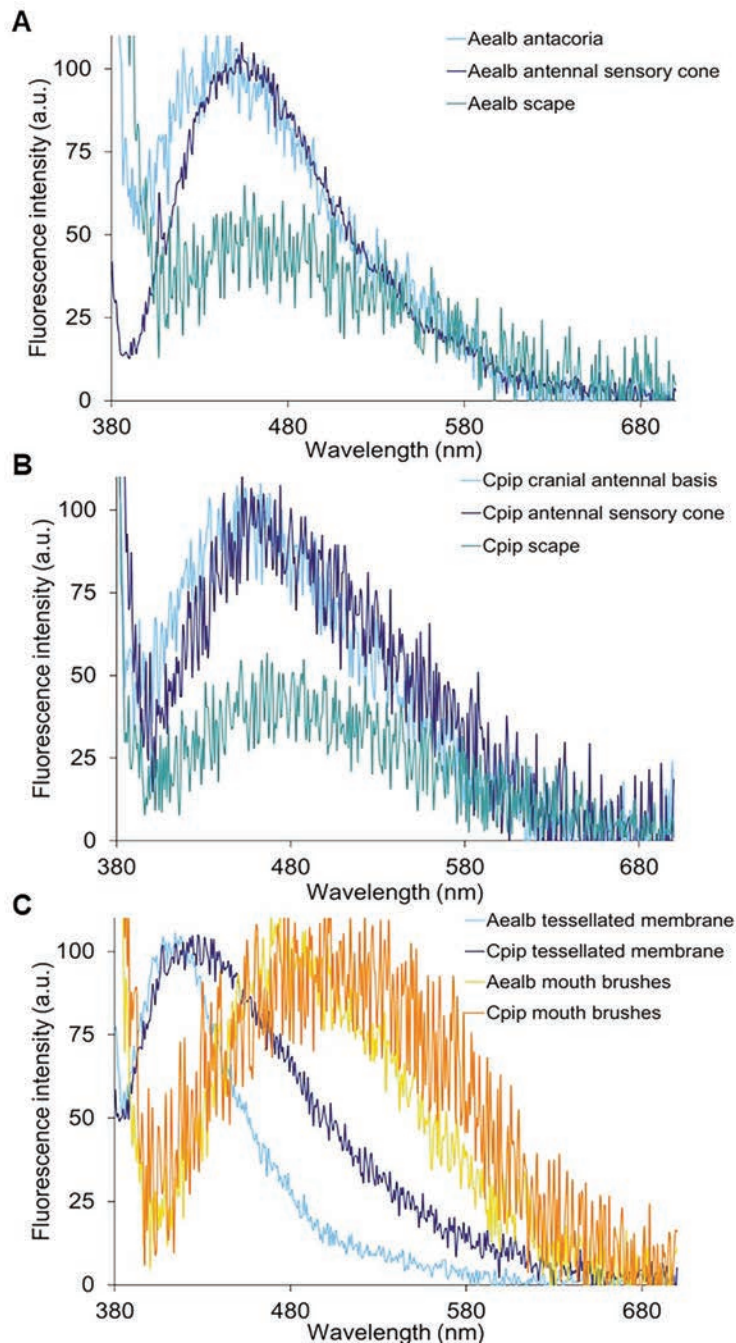 A
Aealb antacoria
Aealb antennal sensory cone
Aealb scape
Fluorescence intensity (a.u.)
100
75
50
25
0
380
480
580
680
Wavelength (nm)
B
Cpip cranial antennal basis
Cpip antennal sensory cone
Cpip scape
Fluorescence intensity (a.u.)
100
75
50
25
0
380
480
580
680
Wavelength (nm)
C
Aealb tessellated membrane
Cpip tessellated membrane
Aealb mouth brushes
Cpip mouth brushes
Fluorescence intensity (a.u.)
100
75
50
25
0
380
480
580
680
Wavelength (nm)